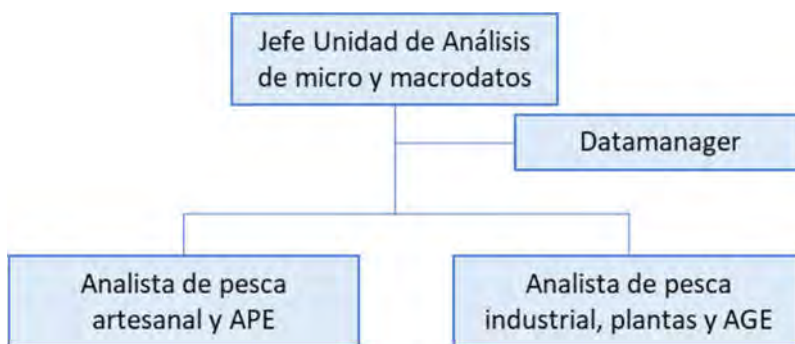 Jefe Unidad de Análisis
de micro y macrodatos
Datamanager
Analista de pesca
artesanal y APE
Analista de pesca
industrial, plantas y AGE